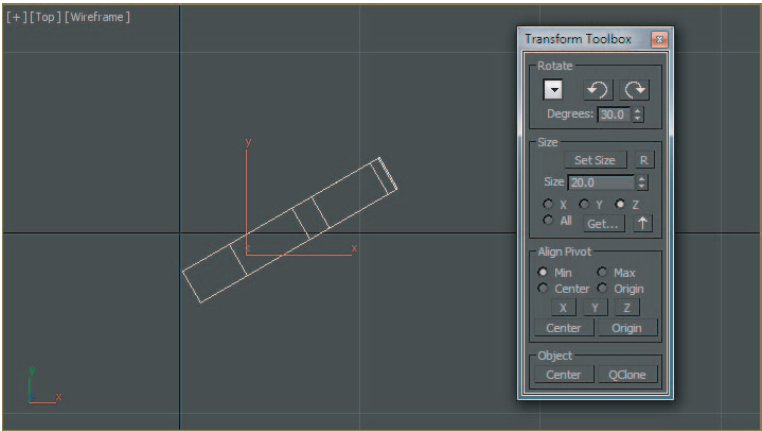 [+] [Top] [Wireframe]
Transform Toolbox
Rotate
Degrees: 30.0
Size
Set Size R
Size 20.0
X Y Z
All Get...
Align Pivot
Min Max
Center Origin
X Y Z
Center Origin
Object
Center QClone
y
x
z
y
x